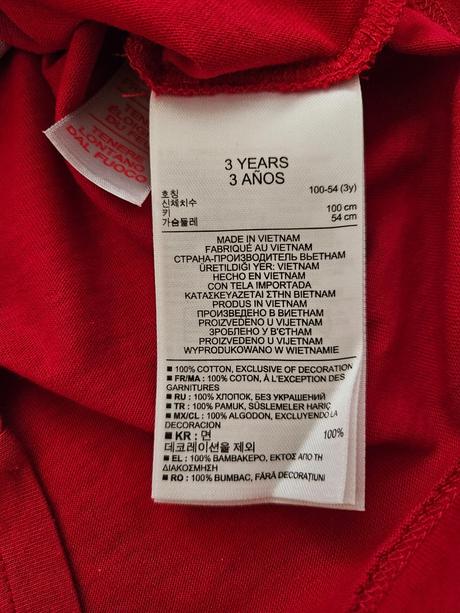 TENERE
LONTANO
DAL FUOCO
3 YEARS
3 AÑOS
호칭 100-54 (3y)
신체치수
키 100 cm
가슴둘레 54 cm
MADE IN VIETNAM
FABRIQUÉ AU VIETNAM
СТРАНА-ПРОИЗВОДИТЕЛЬ ВЬЕТНАМ
ÜRETILDIĞI YER: VIETNAM
HECHO EN VIETNAM
CON TELA IMPORTADA
ΚΑΤΑΣΚΕΥΑΖΕΤΑΙ ΣΤΗΝ ΒΙΕΤΝΑΜ
PRODUS IN VIETNAM
ПРОИЗВЕДЕНО В ВИЕТНАМ
PROIZVEDENO U VIJETNAMU
ЗРОБЛЕНО У В'ЄТНАМ
PROIZVEDENO U VIJETNAM
WYPRODUKOWANO W WIETNAMIE
■ 100% COTTON, EXCLUSIVE OF DECORATION
■ FR/MA : 100% COTON, À L'EXCEPTION DES
GARNITURES
■ RU : 100% ХЛОПОК, БЕЗ УКРАШЕНИЙ
■ TR : 100% PAMUK, SÜSLEMELER HARIÇ
■ MX/CL : 100% ALGODON, EXCLUYENDO LA
DECORACION
■ KR : 면 100%
데코레이션을 제외
■ EL : 100% ΒΑΜΒΑΚΕΡΟ, ΕΚΤΟΣ ΑΠΟ ΤΗ
ΔΙΑΚΟΣΜΗΣΗ
■ RO : 100% BUMBAC, FĂRĂ DECORAȚIUNI